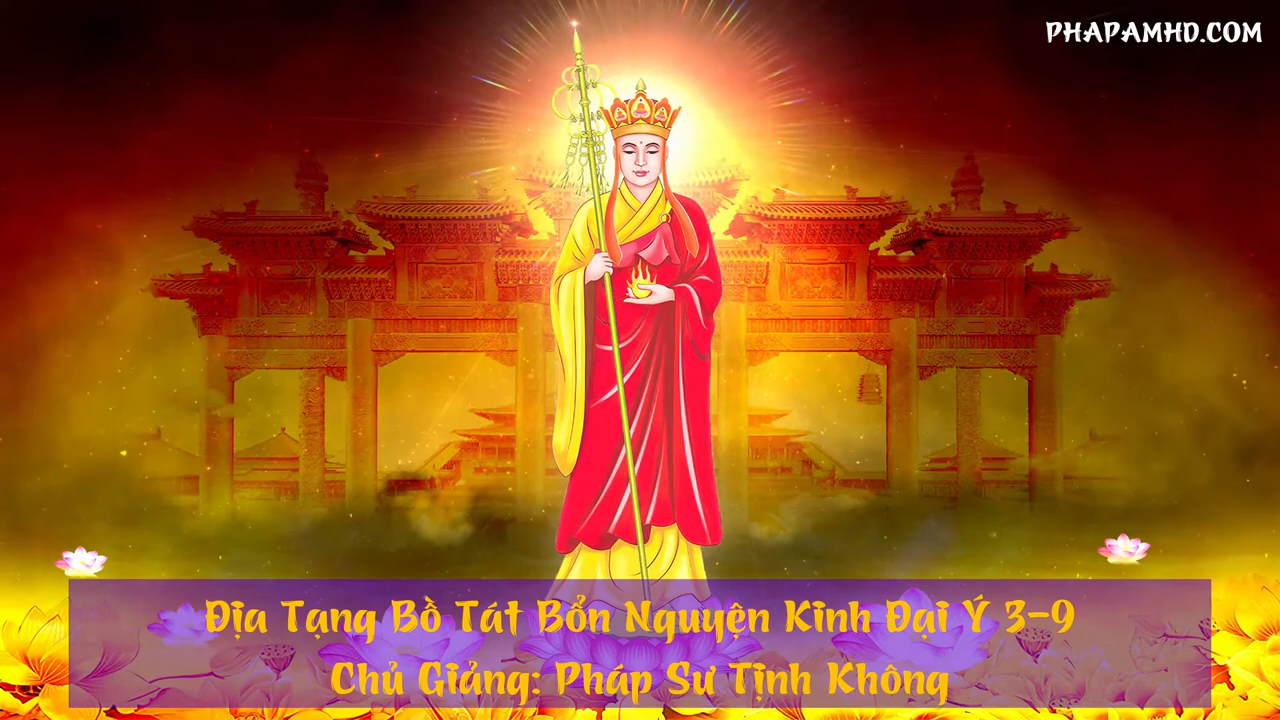 PHAPAMHD.COM
Địa Tạng Bồ Tát Bổn Nguyện Kinh Đại Ý 3-9
Chủ Giảng: Pháp Sư Tịnh Không